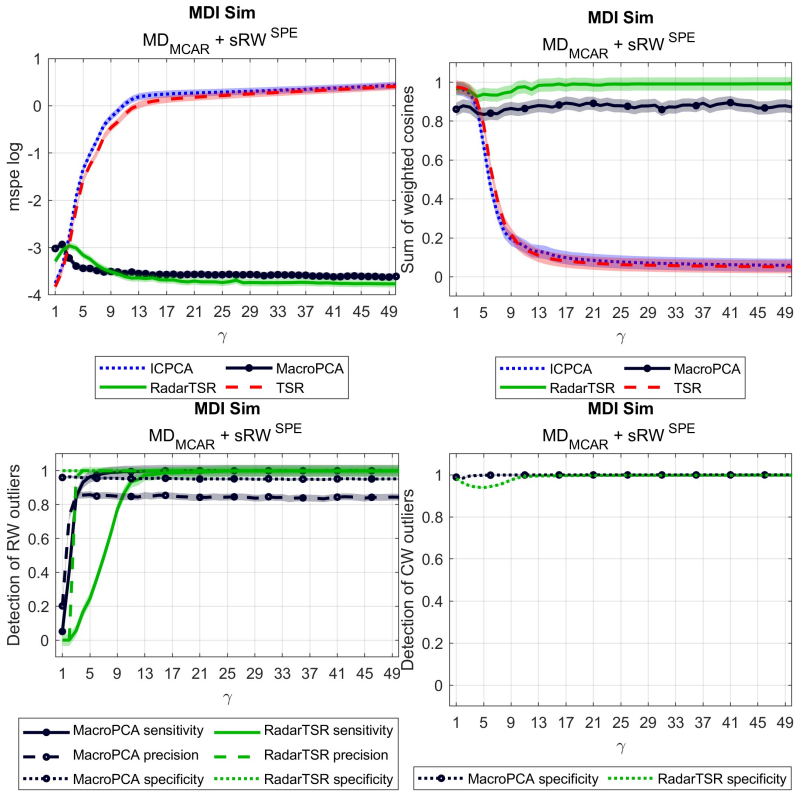 MDI Sim
MD_MCAR + sRW^SPE
mspe log
1
0
-1
-2
-3
-4
1 5 9 13 17 21 25 29 33 37 41 45 49
γ
ICPCA MacroPCA
RadarTSR TSR
MDI Sim
MD_MCAR + sRW^SPE
Sum of weighted cosines
1
0.8
0.6
0.4
0.2
0
1 5 9 13 17 21 25 29 33 37 41 45 49
γ
ICPCA MacroPCA
RadarTSR TSR
MDI Sim
MD_MCAR + sRW^SPE
Detection of RW outliers
1
0.8
0.6
0.4
0.2
0
1 5 9 13 17 21 25 29 33 37 41 45 49
γ
MacroPCA sensitivity RadarTSR sensitivity
MacroPCA precision RadarTSR precision
MacroPCA specificity RadarTSR specificity
MDI Sim
MD_MCAR + sRW^SPE
Detection of CW outliers
1
0.8
0.6
0.4
0.2
0
1 5 9 13 17 21 25 29 33 37 41 45 49
γ
MacroPCA specificity RadarTSR specificity